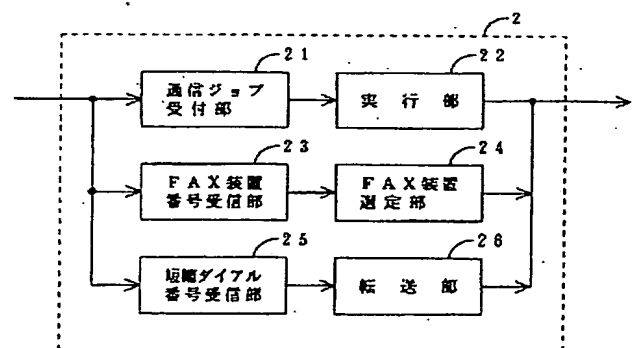 2
21
22
通信ジョブ
受付部
実行部
23
24
FAX装置
番号受信部
FAX装置
選定部
25
26
短縮ダイアル
番号受信部
転送部